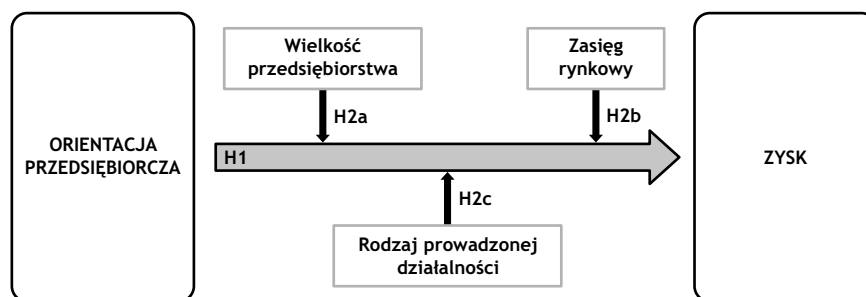 Wielkość
przedsiębiorstwa
Zasięg
rynkowy
H2a
H2b
ORIENTACJA
PRZEDSIĘBIORCZA
H1
ZYSK
H2c
Rodzaj prowadzonej
działalności